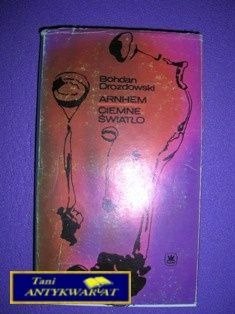 Bohdan
Drozdowski
ARNHEM
CIEMNE
ŚWIATŁO
Tani
ANTYKWARIAT